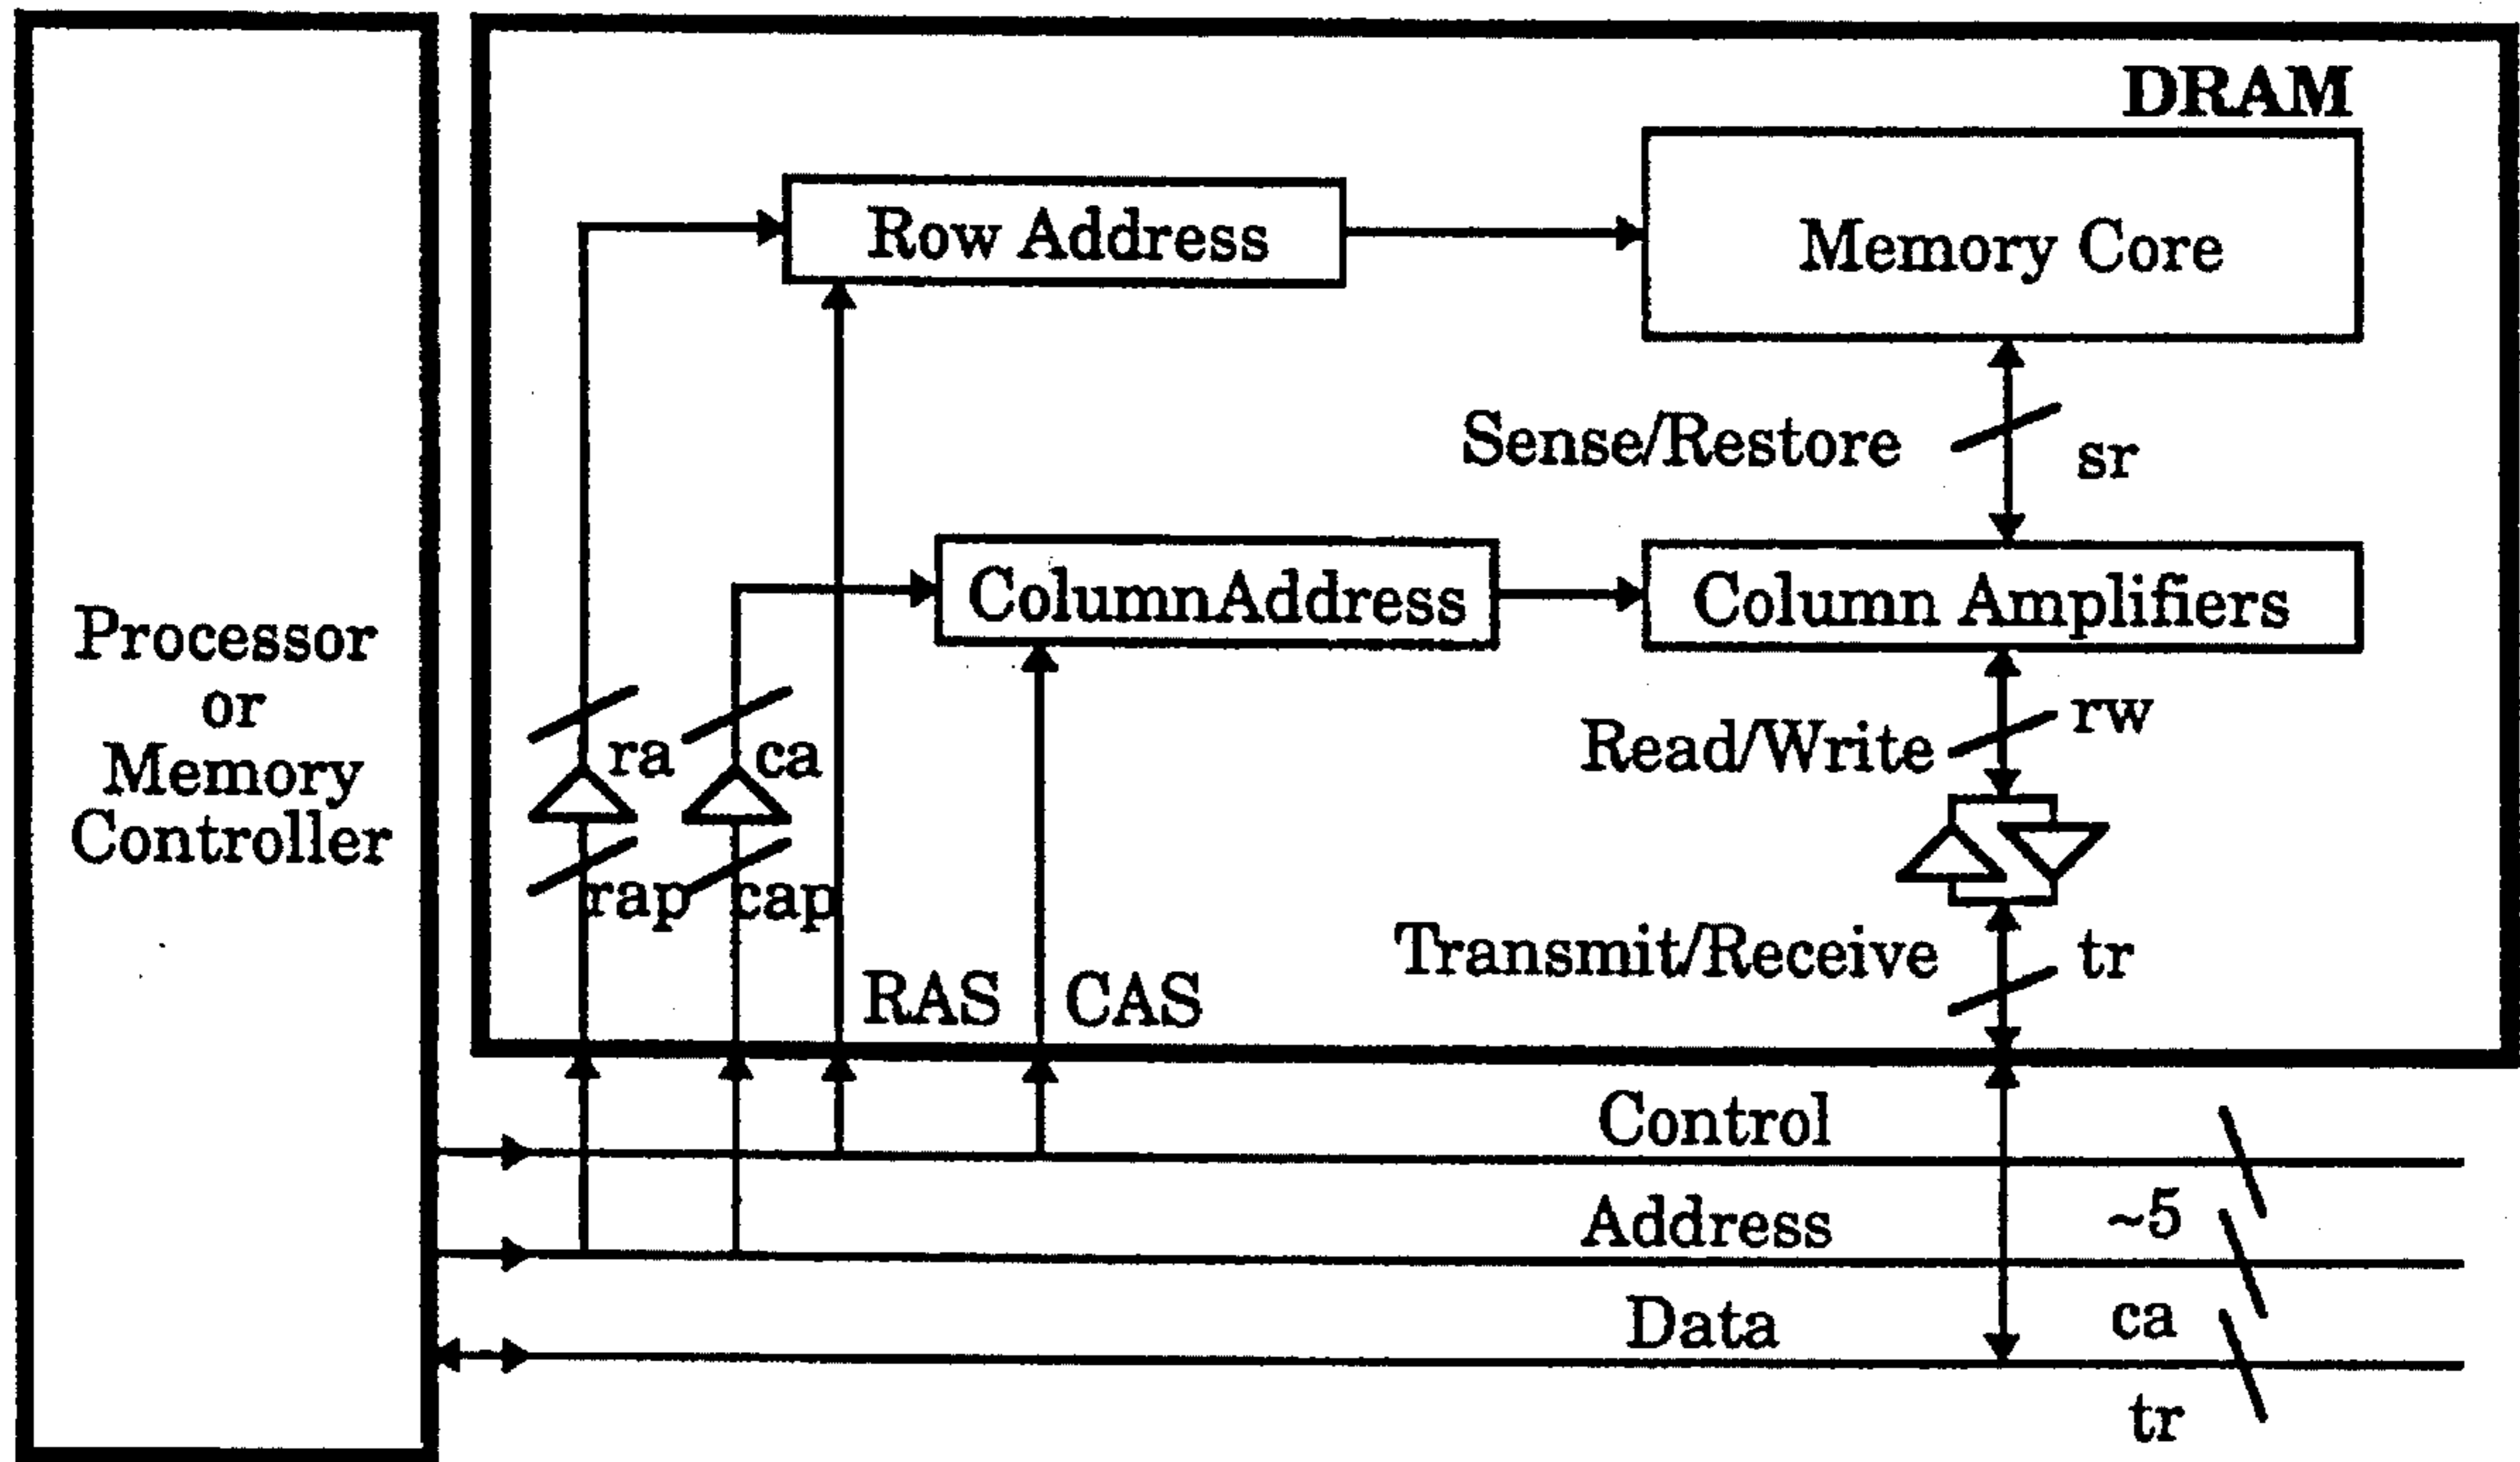 DRAM
Row Address
Memory Core
Sense/Restore
sr
ColumnAddress
Column Amplifiers
Processor
or
Memory
Controller
ra
ca
Read/Write
rw
rap
cap
Transmit/Receive
tr
RAS
CAS
Control
~5
Address
ca
Data
tr